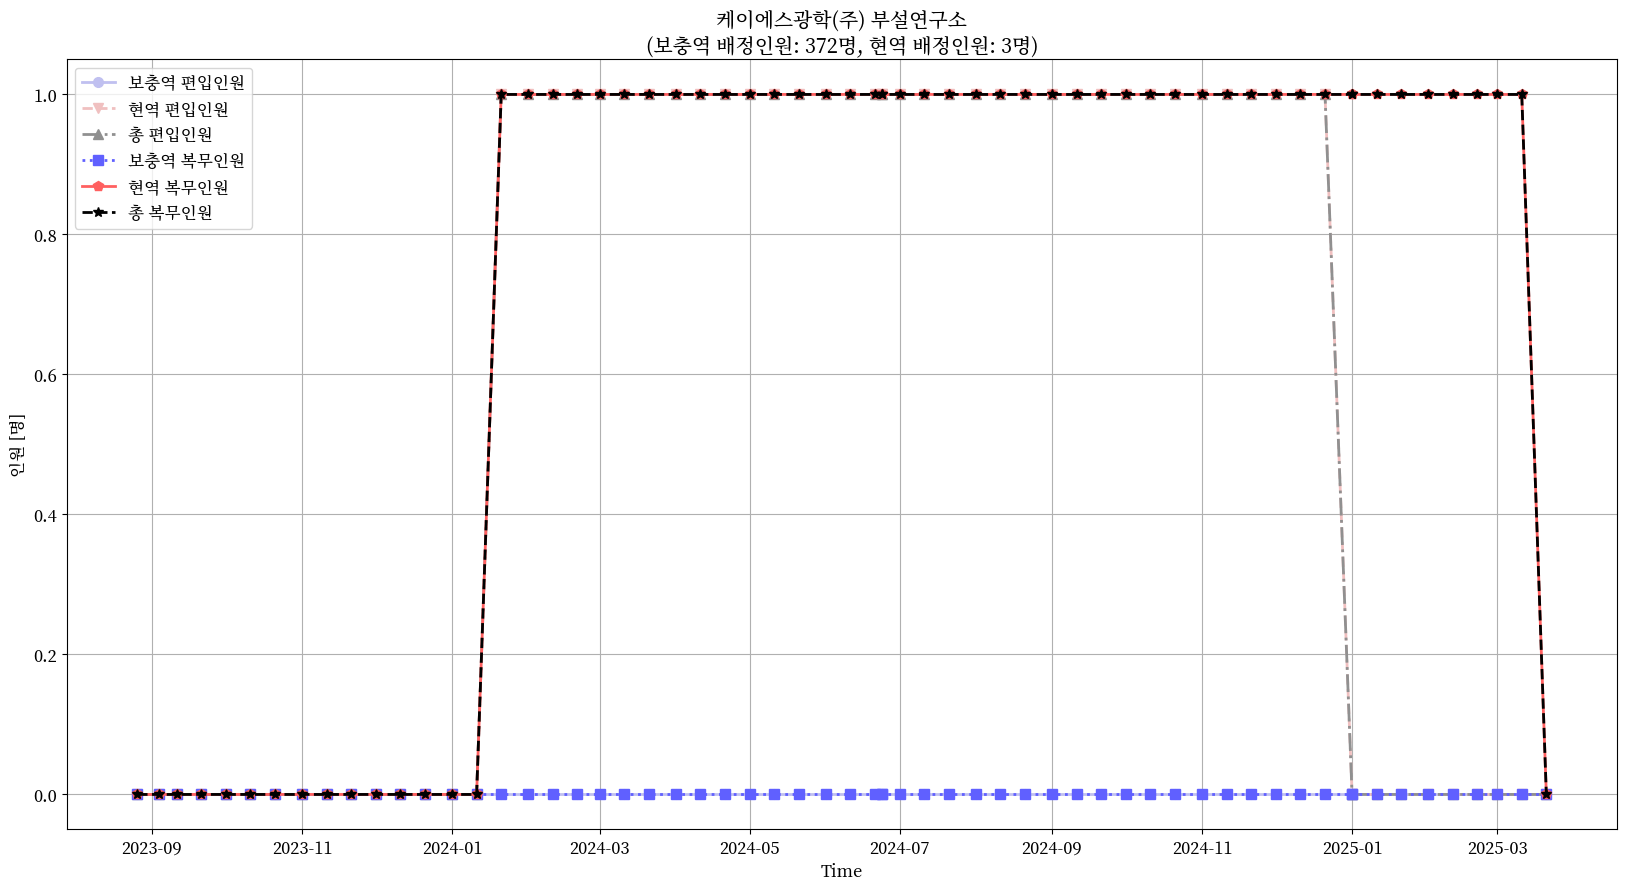 케이에스광학(주) 부설연구소
(보충역 배정인원: 372명, 현역 배정인원: 3명)
보충역 편입인원
현역 편입인원
총 편입인원
보충역 복무인원
현역 복무인원
총 복무인원
인원 [명]
1.0
0.8
0.6
0.4
0.2
0.0
2023-09 2023-11 2024-01 2024-03 2024-05 2024-07 2024-09 2024-11 2025-01 2025-03
Time